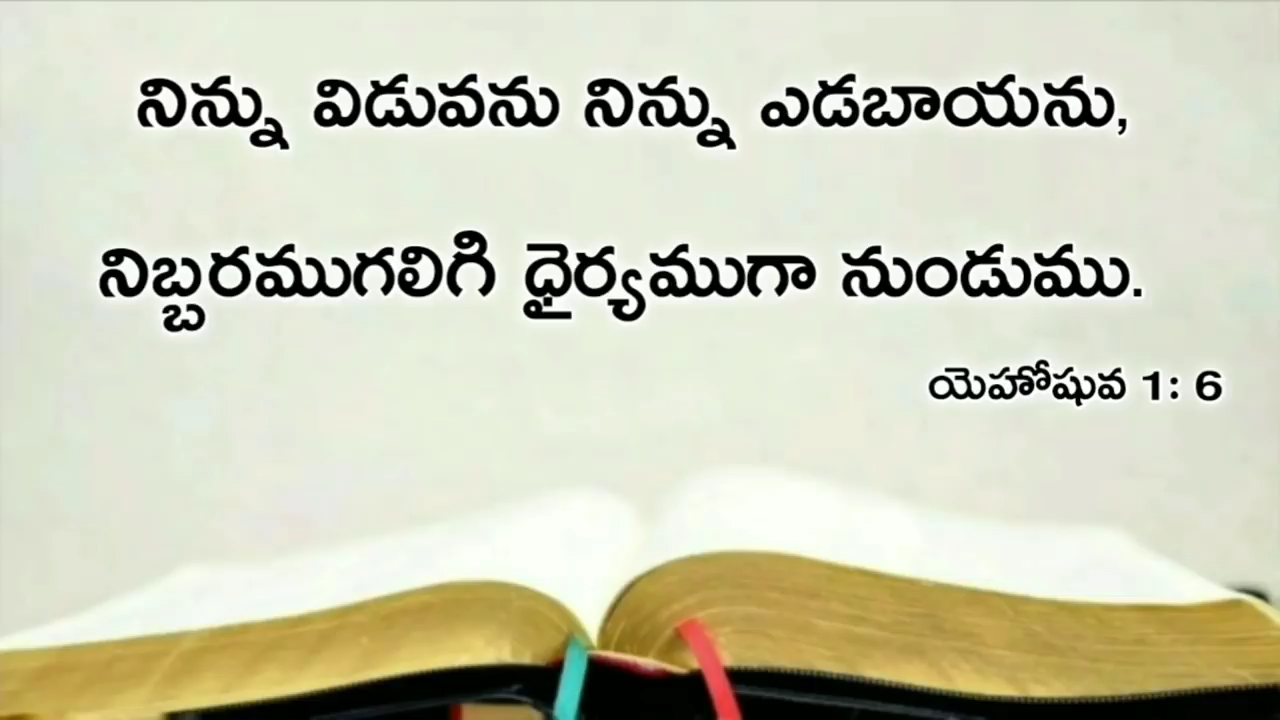 నిన్ను విడువను నిన్ను ఎడబాయను,
నిబ్బరముగలిగి ధైర్యముగా నుండుము.
యెహోషువ 1: 6